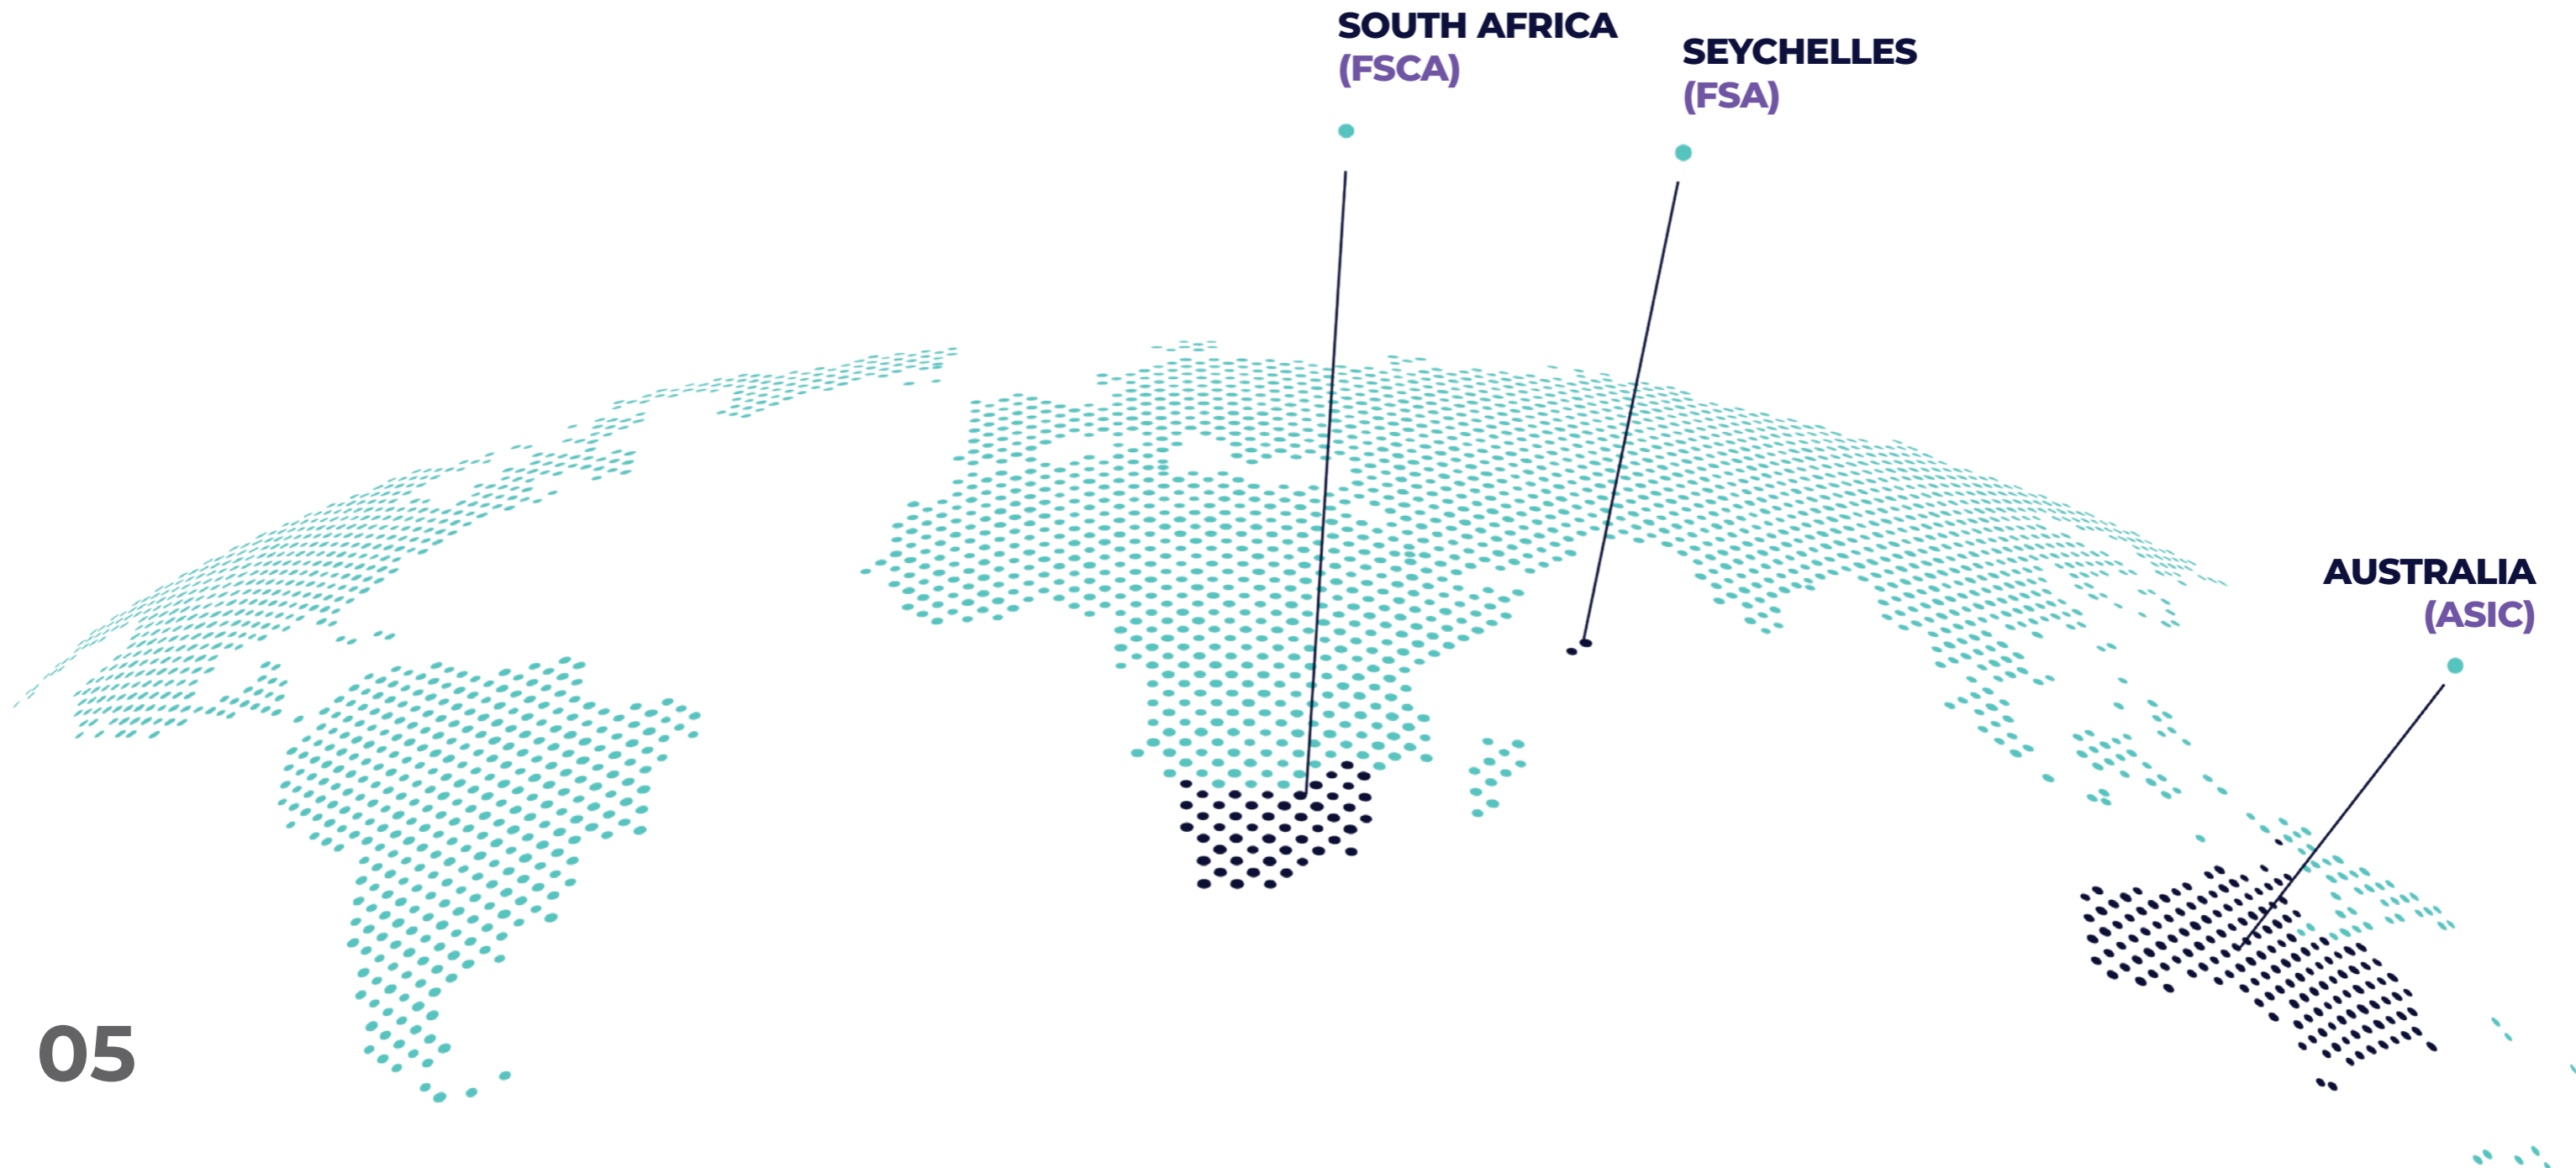 SOUTH AFRICA
(FSCA)
SEYCHELLES
(FSA)
AUSTRALIA
(ASIC)
05